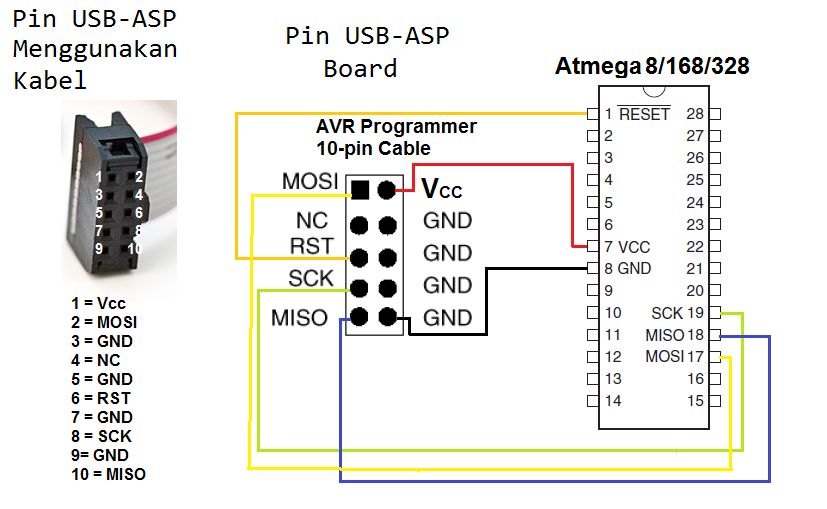 Pin USB-ASP
Menggunakan
Kabel
1 2
3 4
5 6
7 8
9 10
1 = Vcc
2 = MOSI
3 = GND
4 = NC
5 = GND
6 = RST
7 = GND
8 = SCK
9= GND
10 = MISO
Pin USB-ASP
Board
AVR Programmer
10-pin Cable
MOSI Vcc
NC GND
RST GND
SCK GND
MISO GND
Atmega 8/168/328
1 RESET 28
2 27
3 26
4 25
5 24
6 23
7 VCC 22
8 GND 21
9 20
10 SCK 19
11 MISO 18
12 MOSI 17
13 16
14 15